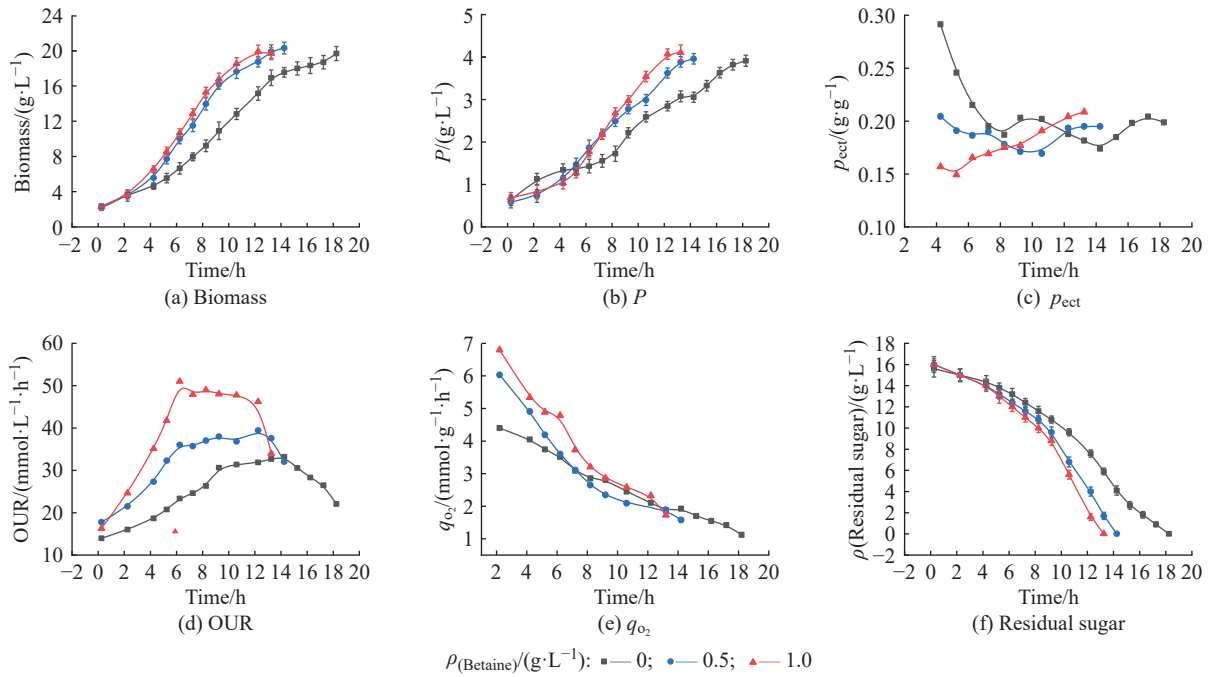 Biomass/(g·L⁻¹)
24
20
16
12
8
4
0
−2 0 2 4 6 8 10 12 14 16 18 20
Time/h
(a) Biomass
P/(g·L⁻¹)
5
4
3
2
1
0
−2 0 2 4 6 8 10 12 14 16 18 20
Time/h
(b) P
p_ect/(g·g⁻¹)
0.30
0.25
0.20
0.15
0.10
2 4 6 8 10 12 14 16 18 20
Time/h
(c) p_ect
OUR/(mmol·L⁻¹·h⁻¹)
60
50
40
30
20
10
−2 0 2 4 6 8 10 12 14 16 18 20
Time/h
(d) OUR
q_O₂/(mmol·g⁻¹·h⁻¹)
7
6
5
4
3
2
1
2 4 6 8 10 12 14 16 18 20
Time/h
(e) q_O₂
ρ(Residual sugar)/(g·L⁻¹)
18
16
14
12
10
8
6
4
2
0
−2
−2 0 2 4 6 8 10 12 14 16 18 20
Time/h
(f) Residual sugar
ρ(Betaine)/(g·L⁻¹): 0; 0.5; 1.0